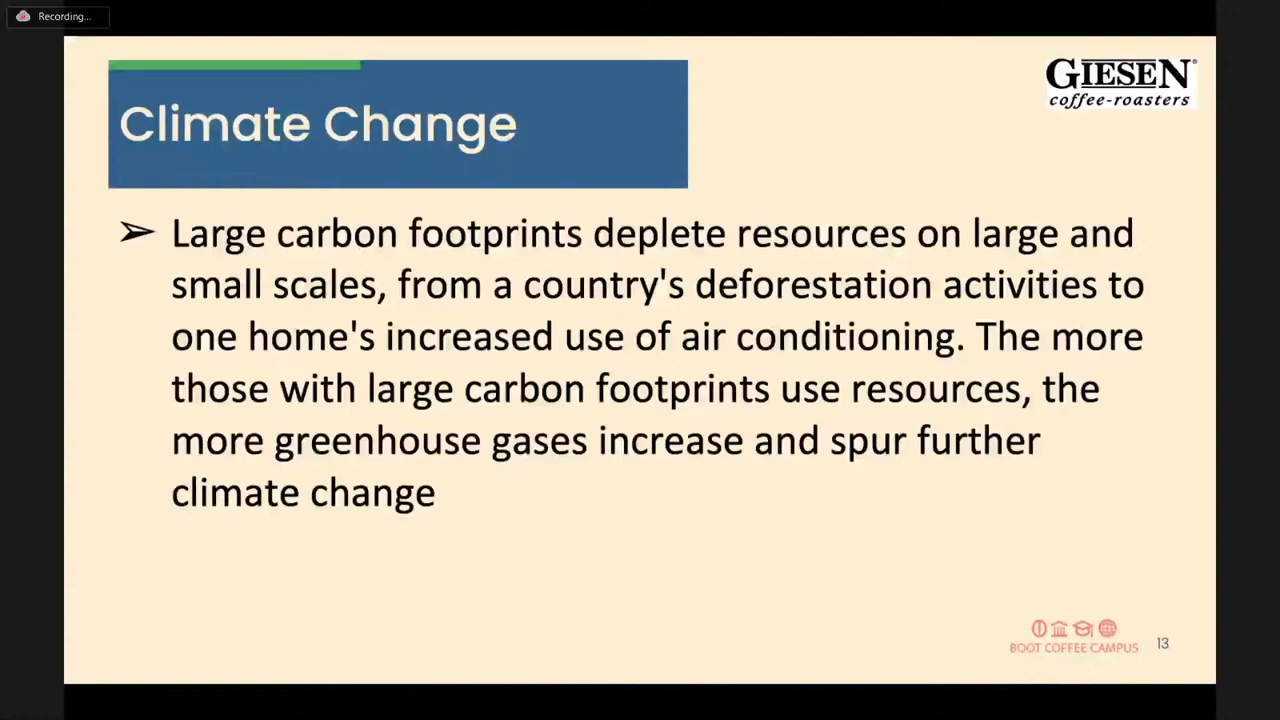 Recording...
GIESEN
coffee-roasters
Climate Change
➢ Large carbon footprints deplete resources on large and
small scales, from a country's deforestation activities to
one home's increased use of air conditioning. The more
those with large carbon footprints use resources, the
more greenhouse gases increase and spur further
climate change
BOOT COFFEE CAMPUS
13